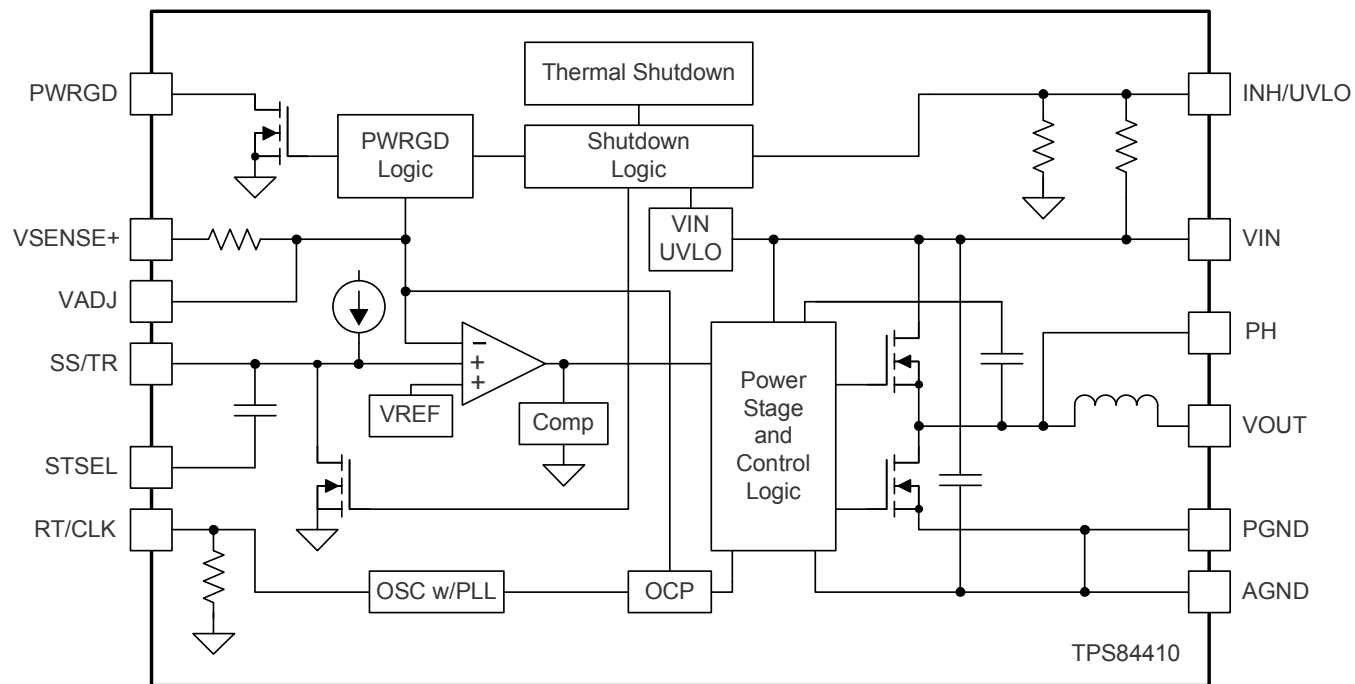 Thermal Shutdown
PWRGD
INH/UVLO
PWRGD
Logic
Shutdown
Logic
VSENSE+
VIN
UVLO
VIN
VADJ
PH
SS/TR
-
+
+
VREF
Comp
Power
Stage
and
Control
Logic
VOUT
STSEL
RT/CLK
PGND
OSC w/PLL
OCP
AGND
TPS84410